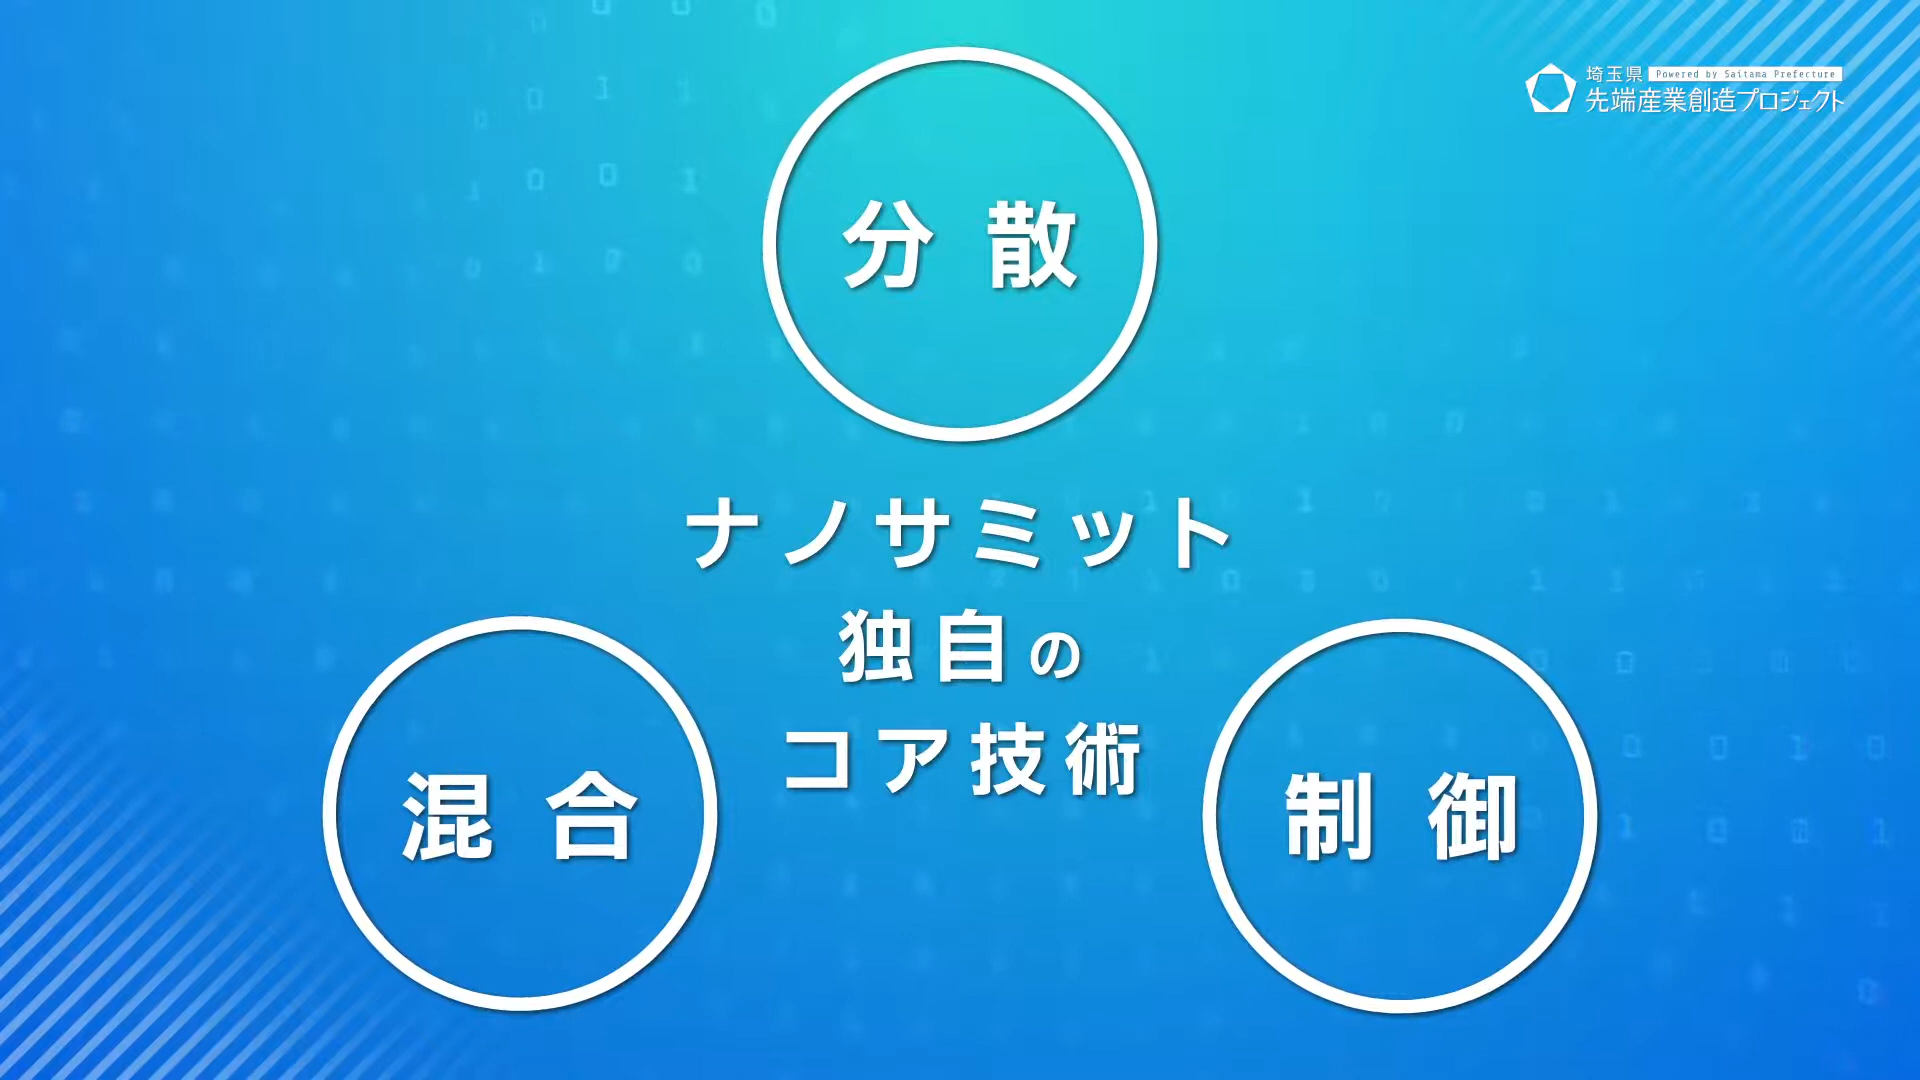 埼玉県 Powered by Saitama Prefecture
先端産業創造プロジェクト
分散
ナノサミット
独自の
コア技術
混合
制御